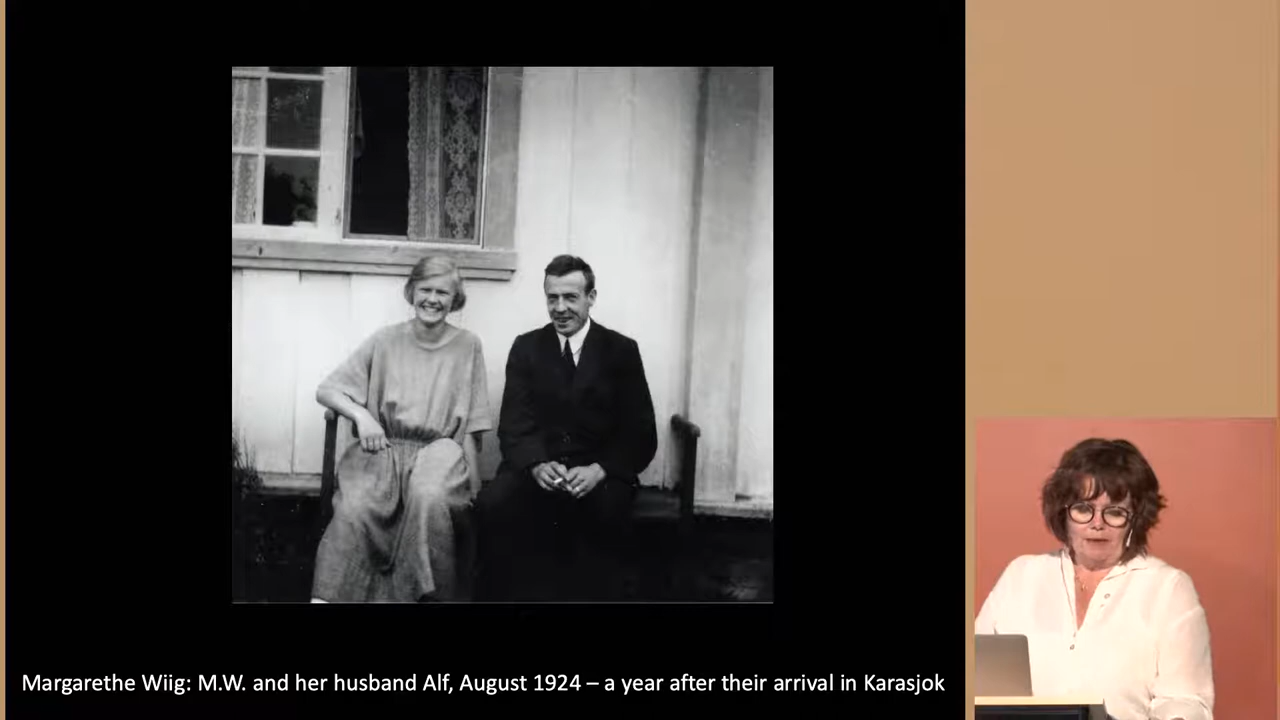 Margarethe Wiig: M.W. and her husband Alf, August 1924 – a year after their arrival in Karasjok